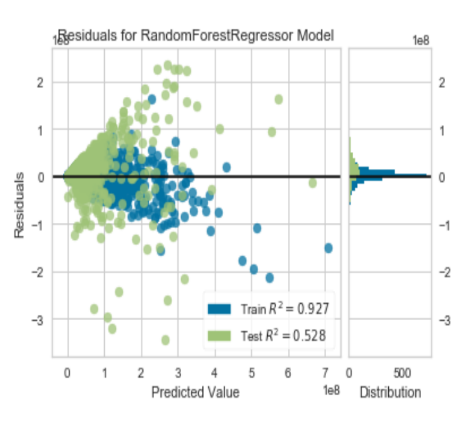 Residuals for RandomForestRegressor Model
1e8
1e8
2
1
0
−1
−2
−3
Residuals
2
1
0
−1
−2
−3
Train R² = 0.927
Test R² = 0.528
0 1 2 3 4 5 6 7
1e8
0 500
Predicted Value
Distribution